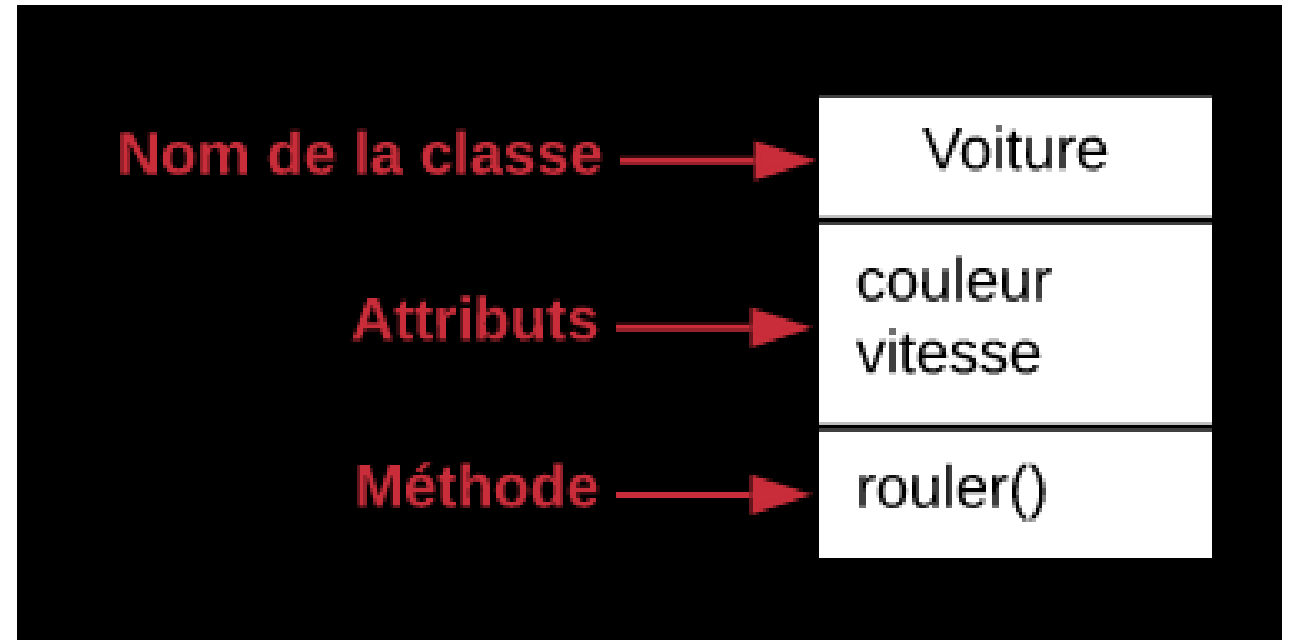 Nom de la classe
Voiture
Attributs
couleur
vitesse
Méthode
rouler()